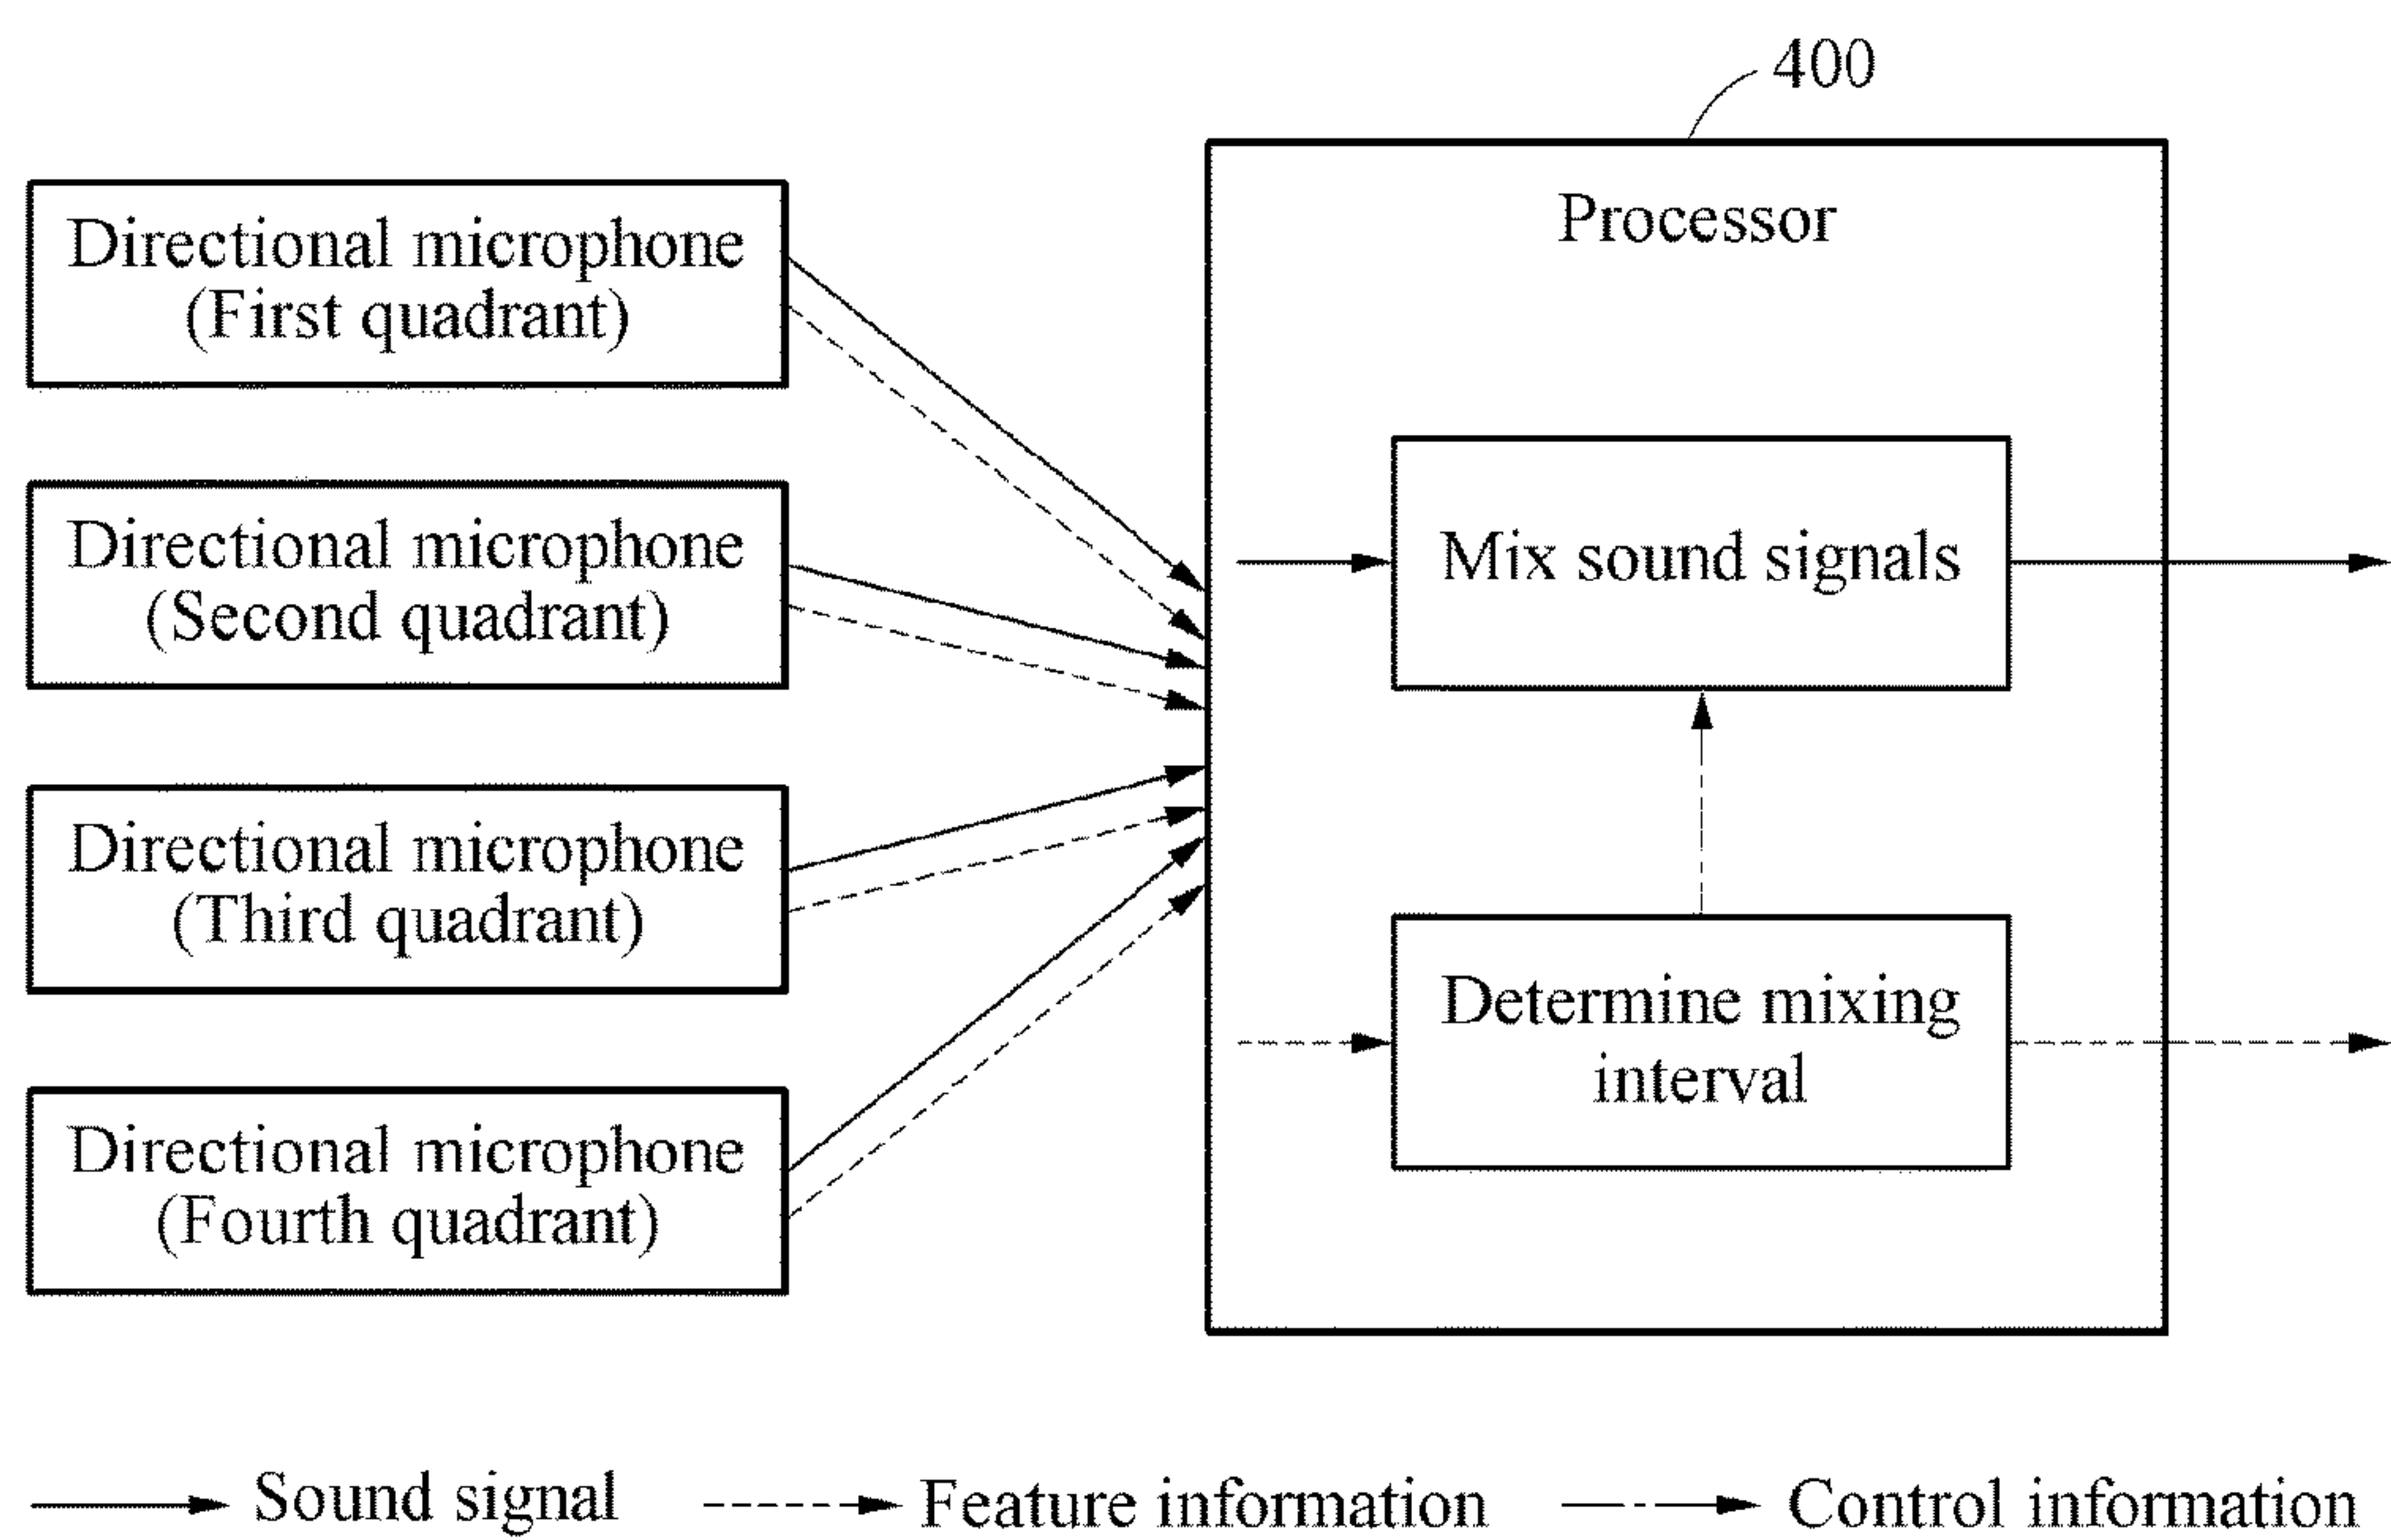 400
Processor
Directional microphone
(First quadrant)
Directional microphone
(Second quadrant)
Directional microphone
(Third quadrant)
Directional microphone
(Fourth quadrant)
Mix sound signals
Determine mixing
interval
Sound signal
Feature information
Control information